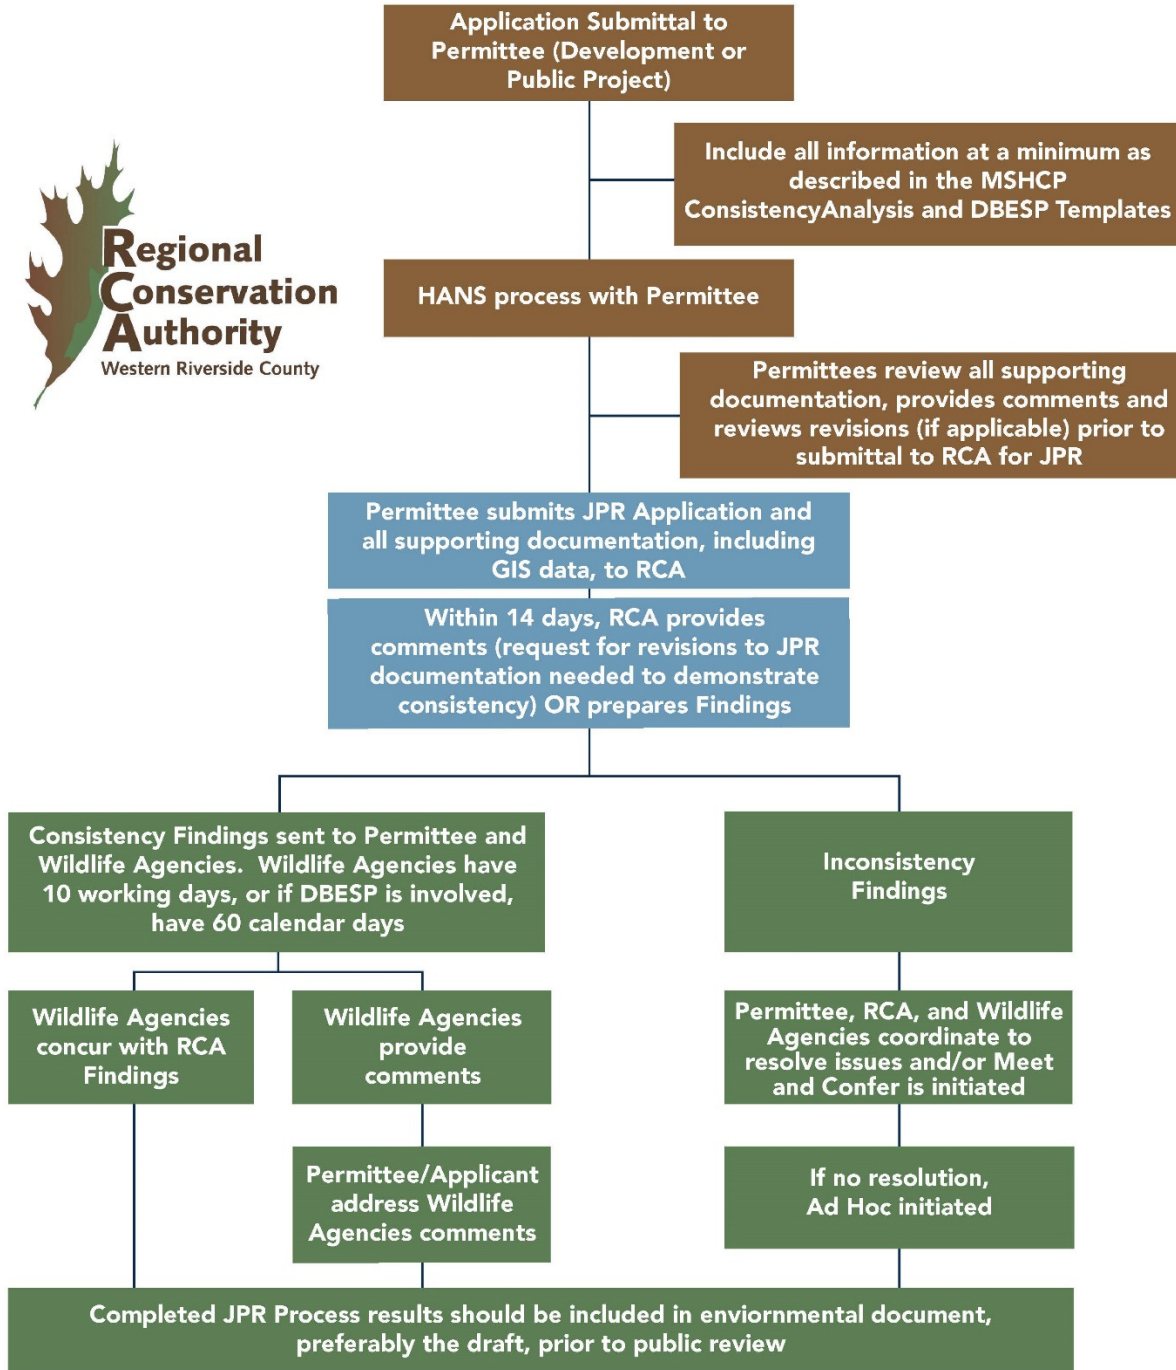 Application Submittal to
Permittee (Development or
Public Project)
Include all information at a minimum as
described in the MSHCP
ConsistencyAnalysis and DBESP Templates
Regional
Conservation
Authority
Western Riverside County
HANS process with Permittee
Permittees review all supporting
documentation, provides comments and
reviews revisions (if applicable) prior to
submittal to RCA for JPR
Permittee submits JPR Application and
all supporting documentation, including
GIS data, to RCA
Within 14 days, RCA provides
comments (request for revisions to JPR
documentation needed to demonstrate
consistency) OR prepares Findings
Consistency Findings sent to Permittee and
Wildlife Agencies. Wildlife Agencies have
10 working days, or if DBESP is involved,
have 60 calendar days
Inconsistency
Findings
Wildlife Agencies
concur with RCA
Findings
Wildlife Agencies
provide
comments
Permittee, RCA, and Wildlife
Agencies coordinate to
resolve issues and/or Meet
and Confer is initiated
Permittee/Applicant
address Wildlife
Agencies comments
If no resolution,
Ad Hoc initiated
Completed JPR Process results should be included in enviornmental document,
preferably the draft, prior to public review